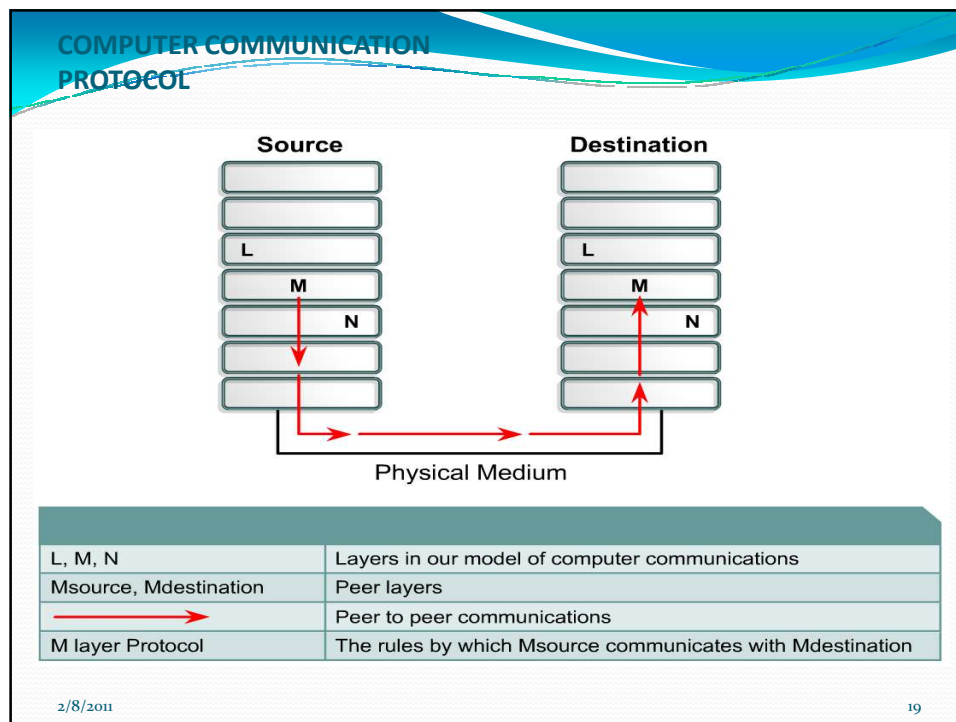 COMPUTER COMMUNICATION
PROTOCOL
Source Destination
L L
M M
N N
Physical Medium
L, M, N Layers in our model of computer communications
Msource, Mdestination Peer layers
Peer to peer communications
M layer Protocol The rules by which Msource communicates with Mdestination
2/8/2011 19